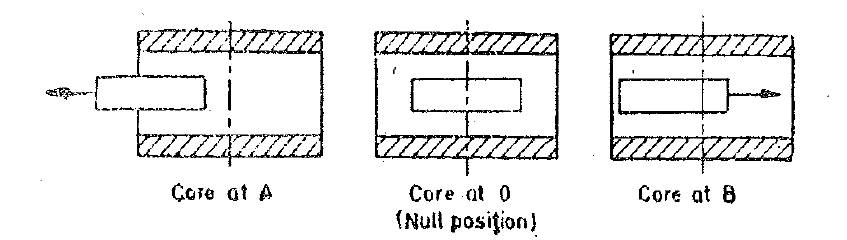 Core at A
Core at 0
(Null position)
Core at B